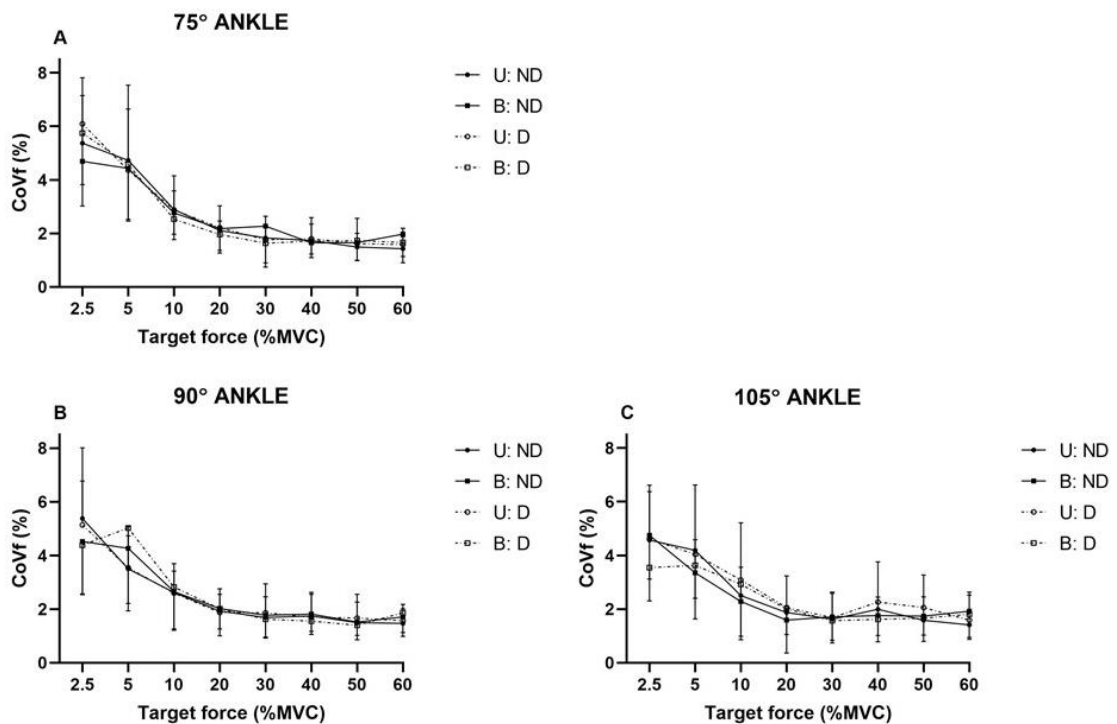 75° ANKLE
A
8
6
4
2
0
CoVf (%)
2.5 5 10 20 30 40 50 60
Target force (%MVC)
U: ND
B: ND
U: D
B: D
90° ANKLE
B
8
6
4
2
0
CoVf (%)
2.5 5 10 20 30 40 50 60
Target force (%MVC)
U: ND
B: ND
U: D
B: D
105° ANKLE
C
8
6
4
2
0
CoVf (%)
2.5 5 10 20 30 40 50 60
Target force (%MVC)
U: ND
B: ND
U: D
B: D